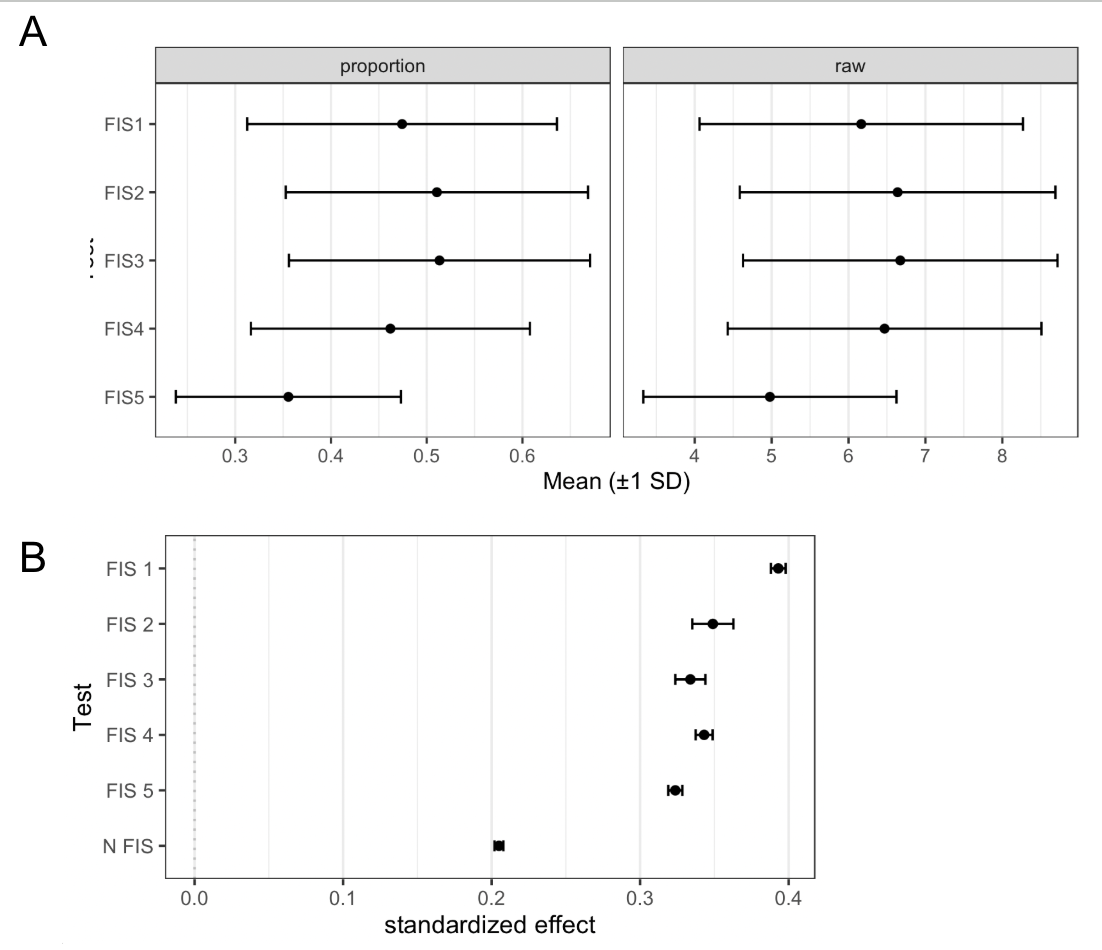 A
proportion raw
FIS1
FIS2
FIS3
FIS4
FIS5
0.3 0.4 0.5 0.6 4 5 6 7 8
Mean (±1 SD)
B
FIS 1
FIS 2
FIS 3
FIS 4
FIS 5
N FIS
Test
0.0 0.1 0.2 0.3 0.4
standardized effect